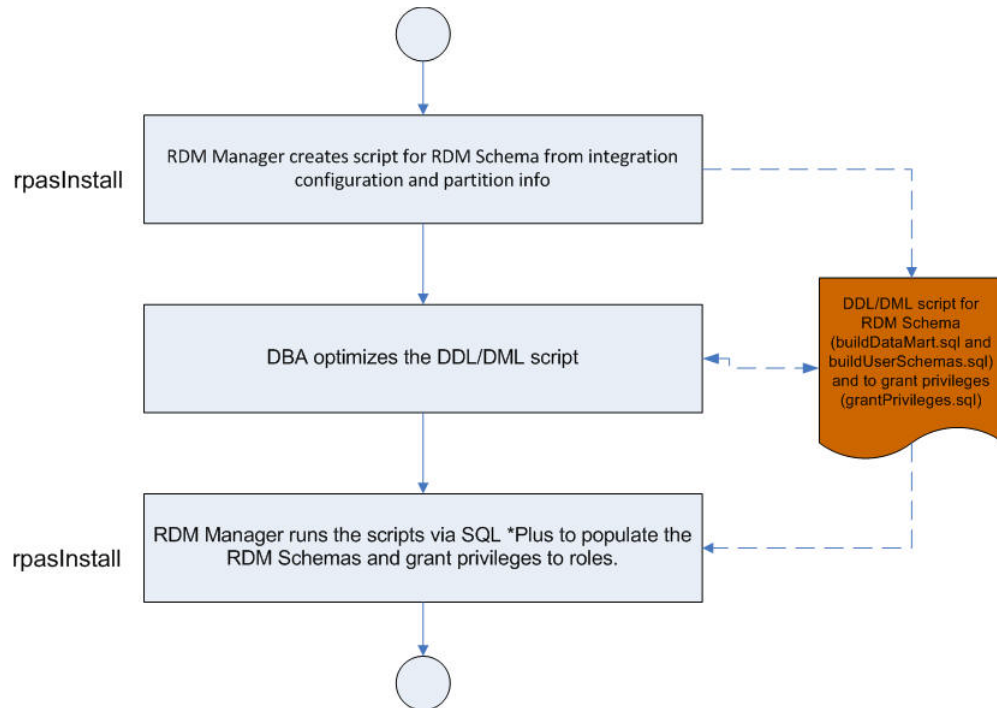 RDM Manager creates script for RDM Schema from integration
configuration and partition info
rpasInstall
DDL/DML script for
RDM Schema
(buildDataMart.sql and
buildUserSchemas.sql)
and to grant privileges
(grantPrivileges.sql)
DBA optimizes the DDL/DML script
RDM Manager runs the scripts via SQL *Plus to populate the
RDM Schemas and grant privileges to roles.
rpasInstall